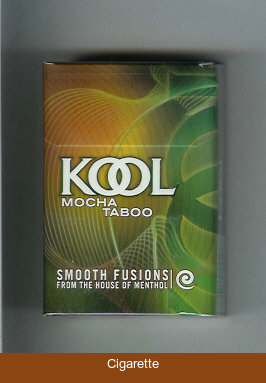 KOOL
MOCHA
TABOO
SMOOTH FUSIONS
FROM THE HOUSE OF MENTHOL
Cigarette